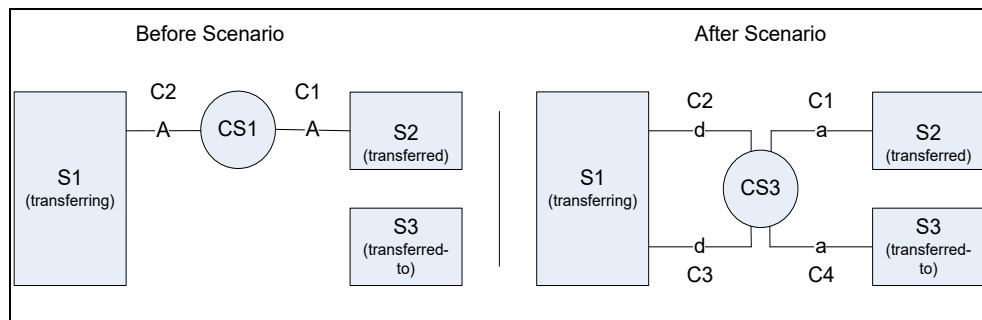 Before Scenario
C2
C1
A
CS1
A
S1
(transferring)
S2
(transferred)
S3
(transferred-
to)
After Scenario
C2
C1
d
a
S1
(transferring)
CS3
S2
(transferred)
d
a
C3
C4
S3
(transferred-
to)